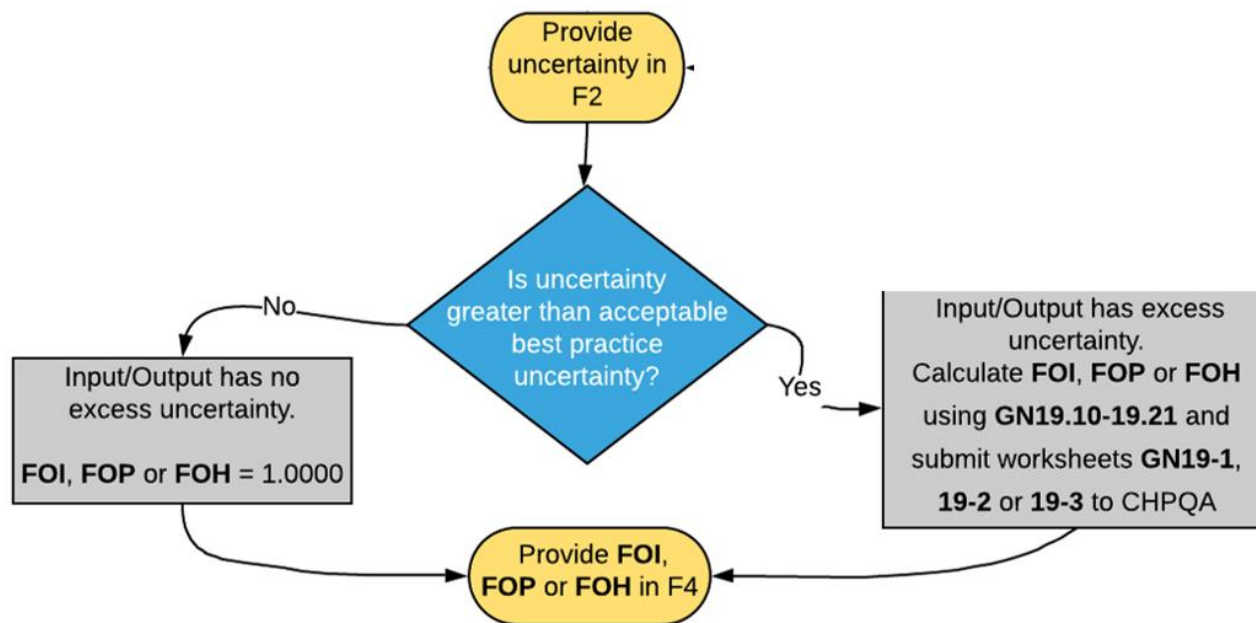 Provide
uncertainty in
F2
Is uncertainty
greater than acceptable
best practice
uncertainty?
No
Yes
Input/Output has no
excess uncertainty.
FOI, FOP or FOH = 1.0000
Input/Output has excess
uncertainty.
Calculate FOI, FOP or FOH
using GN19.10-19.21 and
submit worksheets GN19-1,
19-2 or 19-3 to CHPQA
Provide FOI,
FOP or FOH in F4